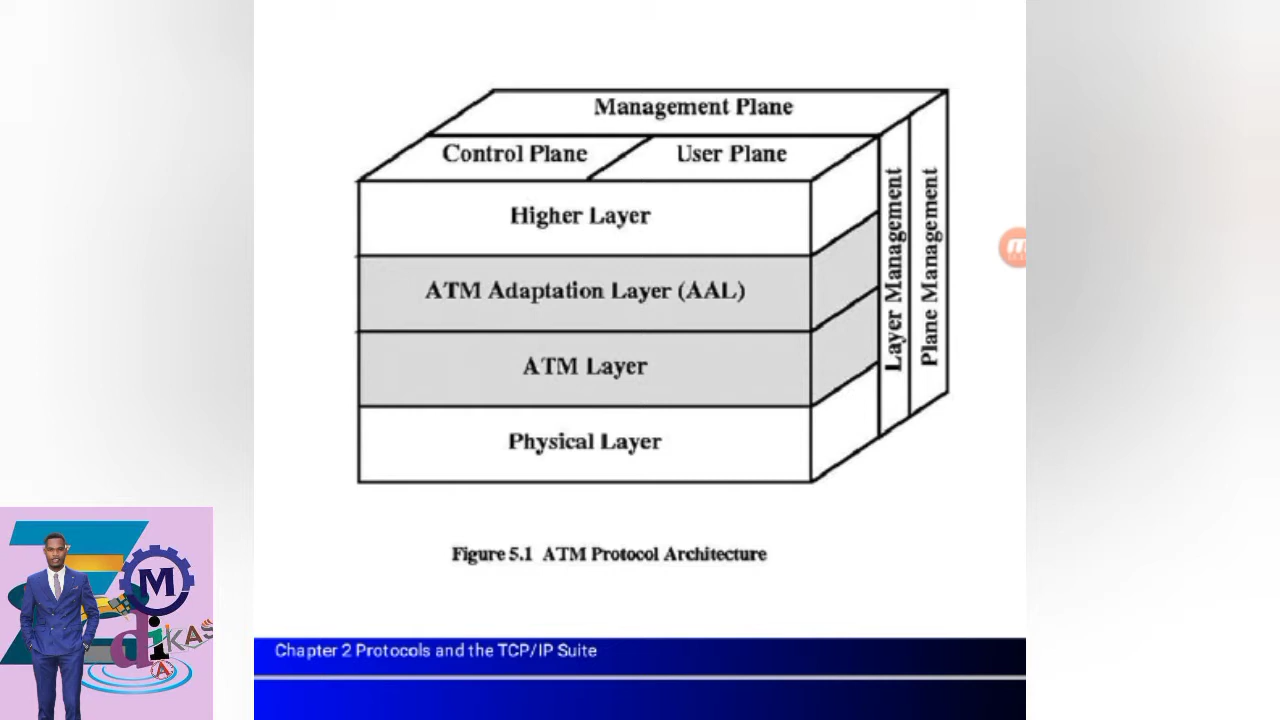 Management Plane
Control Plane
User Plane
Higher Layer
ATM Adaptation Layer (AAL)
ATM Layer
Physical Layer
Layer Management
Plane Management
Figure 5.1 ATM Protocol Architecture
Chapter 2 Protocols and the TCP/IP Suite
M
diKAS
A